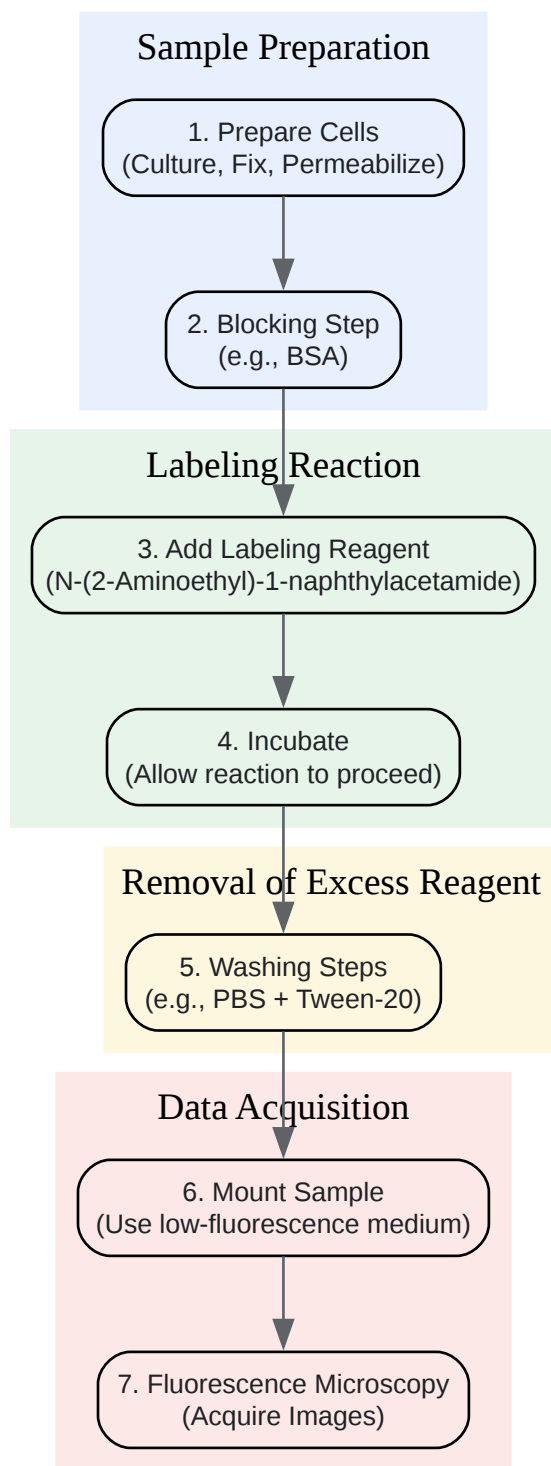 Sample Preparation
1. Prepare Cells
(Culture, Fix, Permeabilize)
2. Blocking Step
(e.g., BSA)
Labeling Reaction
3. Add Labeling Reagent
(N-(2-Aminoethyl)-1-naphthylacetamide)
4. Incubate
(Allow reaction to proceed)
Removal of Excess Reagent
5. Washing Steps
(e.g., PBS + Tween-20)
Data Acquisition
6. Mount Sample
(Use low-fluorescence medium)
7. Fluorescence Microscopy
(Acquire Images)